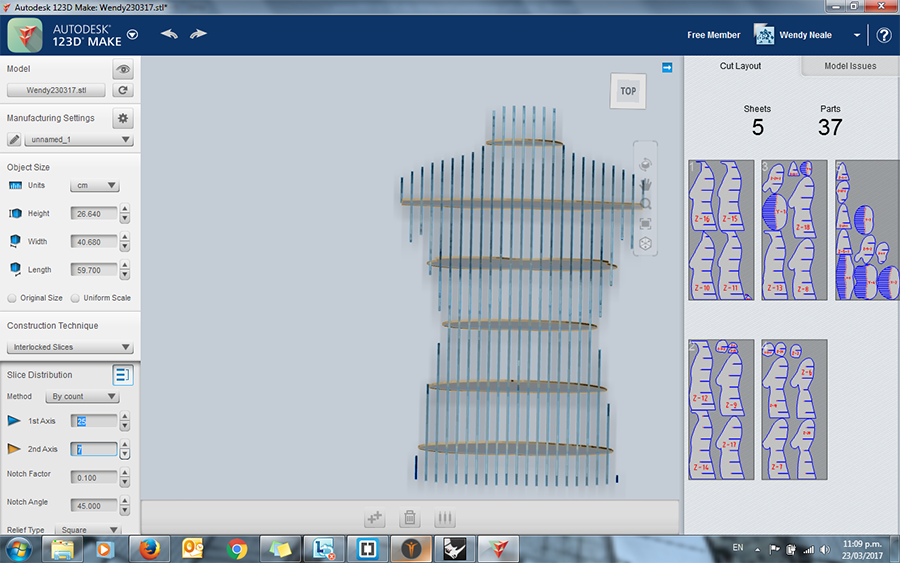 Autodesk 123D Make: Wendy230317.stl*
AUTODESK®
123D® MAKE
Free Member
Wendy Neale
Model
Wendy230317.stl
Manufacturing Settings
unnamed_1
Object Size
Units cm
Height 26.640
Width 40.680
Length 59.700
Original Size Uniform Scale
Construction Technique
Interlocked Slices
Slice Distribution
Method By count
1st Axis 25
2nd Axis 7
Notch Factor 0.100
Notch Angle 45.000
Relief Type Square
TOP
Cut Layout Model Issues
Sheets Parts
5 37
1
Z-16 Z-15
Z-10 Z-11
3
Z-18
Z-13 Z-8
Z-12 Z-9
Z-14 Z-17
Z-6
Z-7
EN
11:09 p.m.
23/03/2017